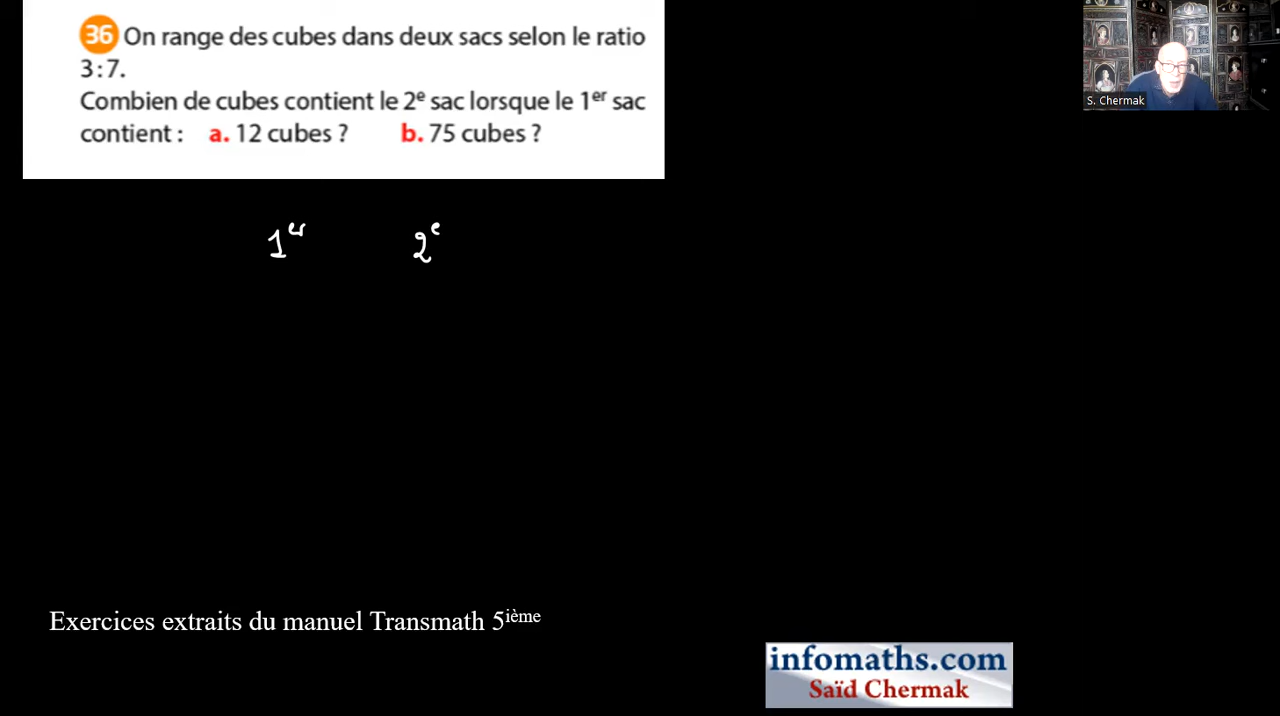 36 On range des cubes dans deux sacs selon le ratio
3 : 7.
Combien de cubes contient le 2e sac lorsque le 1er sac
contient : a. 12 cubes ? b. 75 cubes ?
S. Chermak
1er 2e
Exercices extraits du manuel Transmath 5ième
infomaths.com
Saïd Chermak